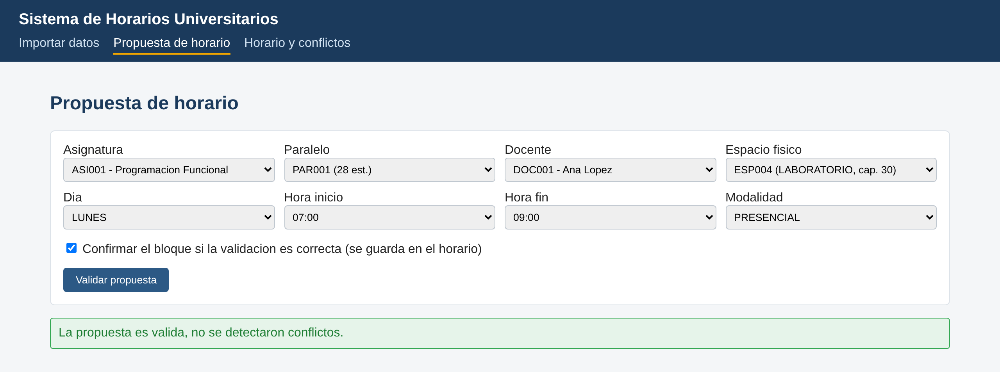 Sistema de Horarios Universitarios
Importar datos Propuesta de horario Horario y conflictos
Propuesta de horario
Asignatura Paralelo Docente Espacio fisico
ASI001 - Programacion Funcional PAR001 (28 est.) DOC001 - Ana Lopez ESP004 (LABORATORIO, cap. 30)
Dia Hora inicio Hora fin Modalidad
LUNES 07:00 09:00 PRESENCIAL
Confirmar el bloque si la validacion es correcta (se guarda en el horario)
Validar propuesta
La propuesta es valida, no se detectaron conflictos.